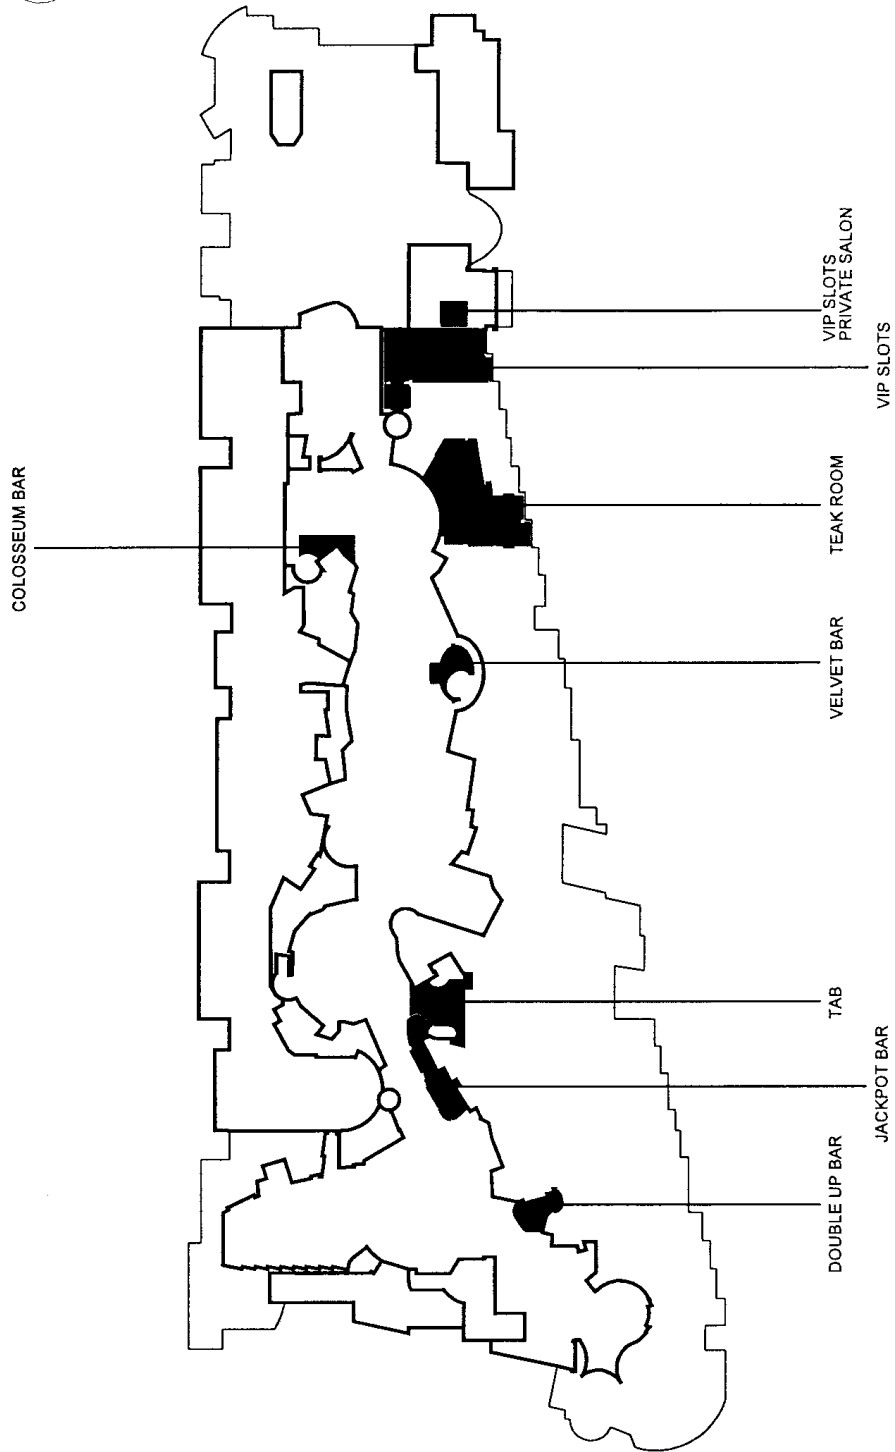 COLOSSEUM BAR
VIP SLOTS
PRIVATE SALON
VIP SLOTS
TEAK ROOM
VELVET BAR
TAB
JACKPOT BAR
DOUBLE UP BAR